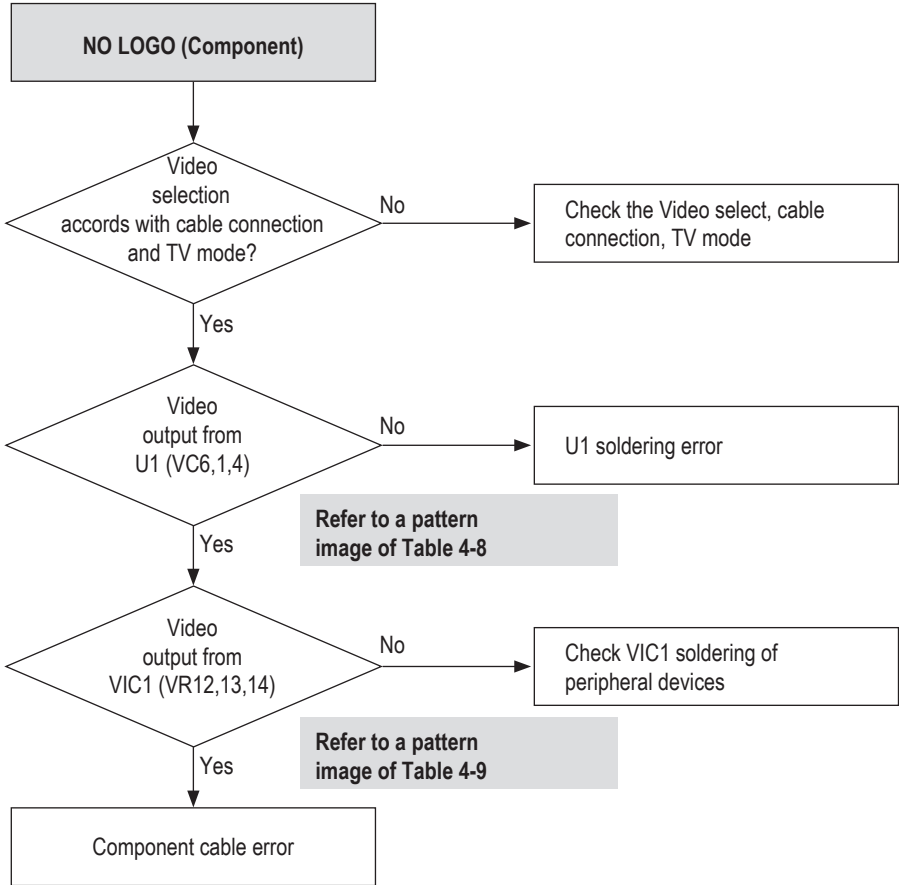 NO LOGO (Component)
Video
selection
accords with cable connection
and TV mode?
No
Check the Video select, cable
connection, TV mode
Yes
Video
output from
U1 (VC6,1,4)
No
U1 soldering error
Refer to a pattern
image of Table 4-8
Yes
Video
output from
VIC1 (VR12,13,14)
No
Check VIC1 soldering of
peripheral devices
Refer to a pattern
image of Table 4-9
Yes
Component cable error